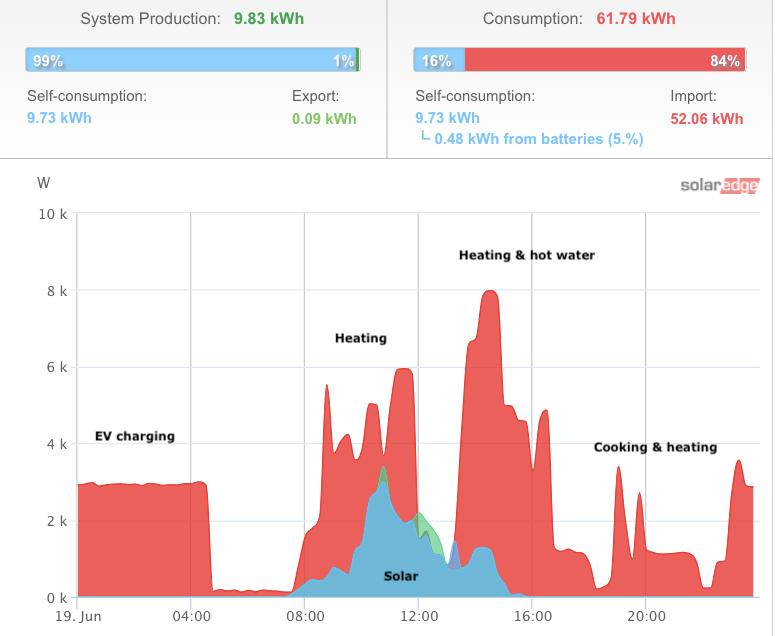 System Production: 9.83 kWh
Consumption: 61.79 kWh
99% 1%
16% 84%
Self-consumption: Export:
9.73 kWh 0.09 kWh
Self-consumption: Import:
9.73 kWh 52.06 kWh
0.48 kWh from batteries (5.%)
W
solaredge
10 k
Heating & hot water
8 k
Heating
6 k
EV charging
4 k
Cooking & heating
2 k
Solar
0 k
19. Jun 04:00 08:00 12:00 16:00 20:00